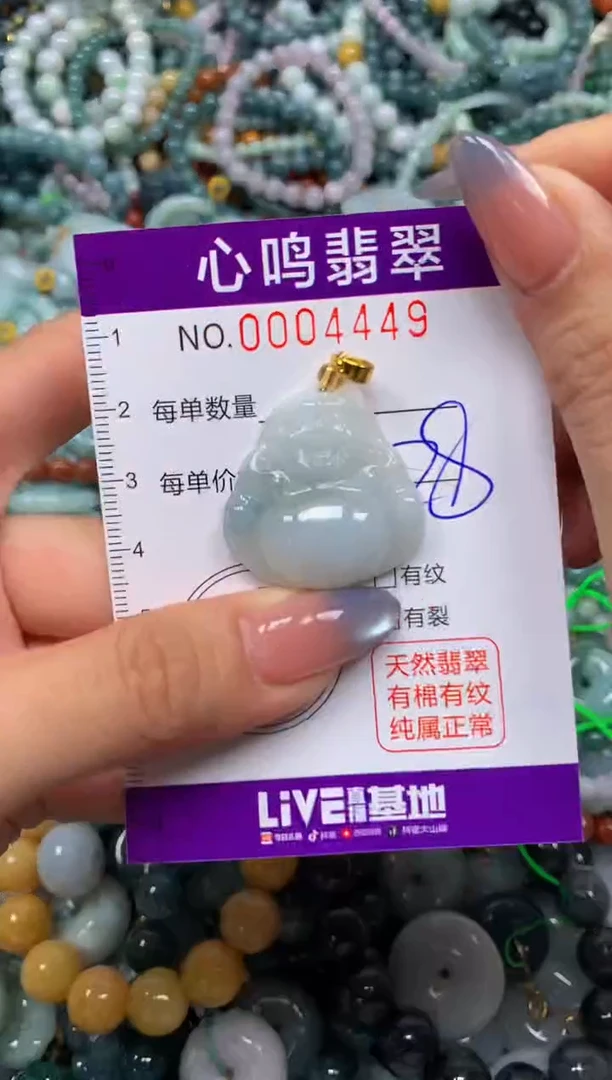 心鸣翡翠
NO.0004449
1
2
每单数量
3
每单价
8
4
有纹
有裂
天然翡翠
有棉有纹
纯属正常
LiVE直播基地